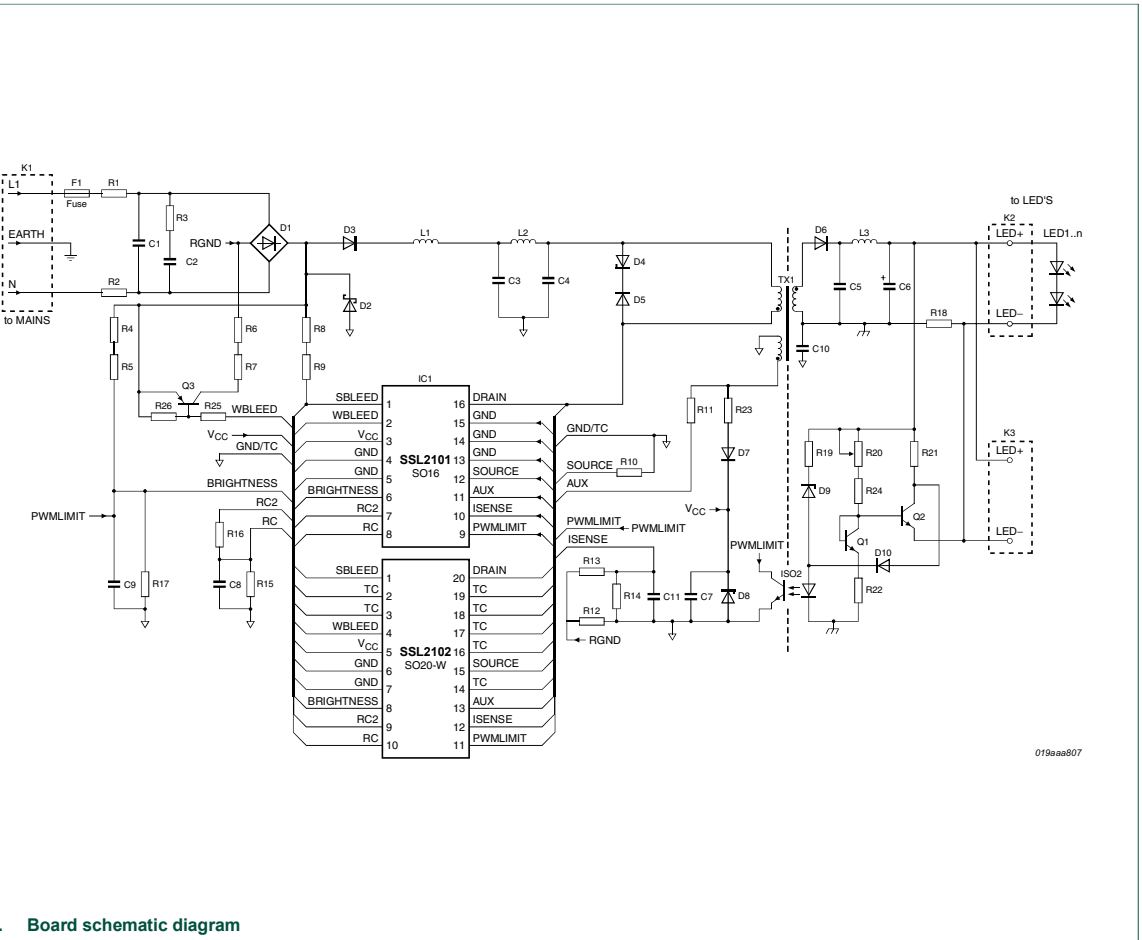 K1
L1
F1
Fuse
R1
EARTH
N
R2
to MAINS
C1
R3
C2
RGND
D1
D3
D2
L1
L2
C3
C4
D4
D5
TX1
D6
L3
C5
C6
+
C10
R18
to LED'S
K2
LED+
LED1..n
LED–
R4
R5
R6
R7
R8
R9
Q3
R26
R25
WBLEED
VCC
GND/TC
BRIGHTNESS
RC2
RC
PWMLIMIT
R16
C9
R17
C8
R15
IC1
SSL2101
SO16
SBLEED 1
WBLEED 2
VCC 3
GND 4
GND 5
BRIGHTNESS 6
RC2 7
RC 8
16 DRAIN
15 GND
14 GND
13 GND
12 SOURCE
11 AUX
10 ISENSE
9 PWMLIMIT
SSL2102
SO20-W
SBLEED 1
TC 2
TC 3
WBLEED 4
VCC 5
GND 6
GND 7
BRIGHTNESS 8
RC2 9
RC 10
20 DRAIN
19 TC
18 TC
17 TC
16 TC
15 SOURCE
14 TC
13 AUX
12 ISENSE
11 PWMLIMIT
GND/TC
SOURCE R10
AUX
PWMLIMIT PWMLIMIT
ISENSE
R13
R14
R12
C11
RGND
R11
R23
D7
VCC
C7
D8
PWMLIMIT
ISO2
R19
R20
R21
D9
R24
Q1
Q2
D10
R22
K3
LED+
LED–
019aaa807
. Board schematic diagram